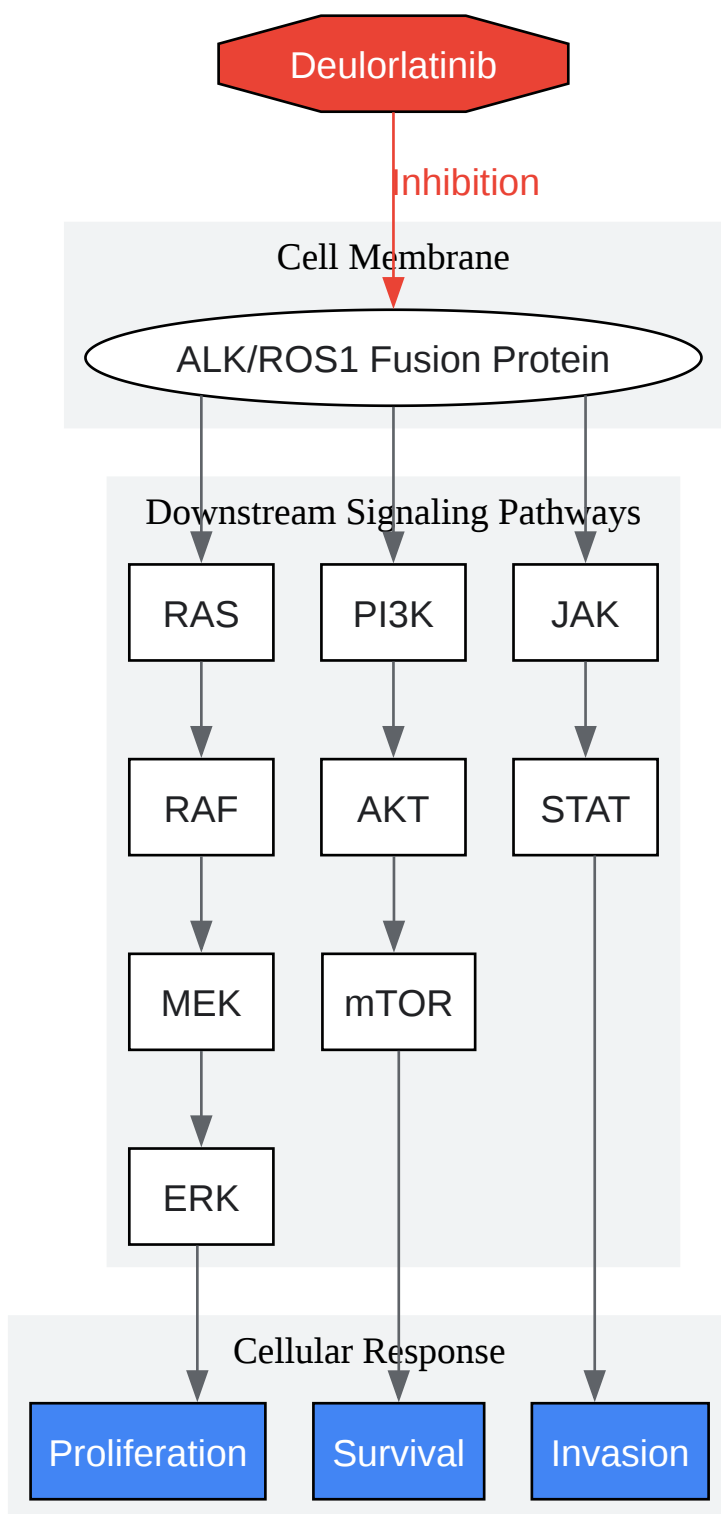 Deulorlatinib
Inhibition
Cell Membrane
ALK/ROS1 Fusion Protein
Downstream Signaling Pathways
RAS
PI3K
JAK
RAF
AKT
STAT
MEK
mTOR
ERK
Cellular Response
Proliferation
Survival
Invasion